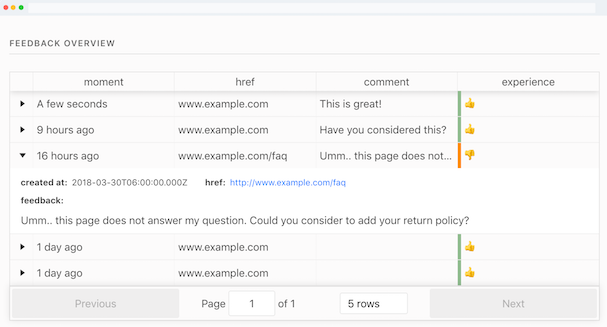 FEEDBACK OVERVIEW
moment href comment experience
A few seconds www.example.com This is great!
9 hours ago www.example.com Have you considered this?
16 hours ago www.example.com/faq Umm.. this page does not...
created at: 2018-03-30T06:00:00.000Z href: http://www.example.com/faq
feedback:
Umm.. this page does not answer my question. Could you consider to add your return policy?
1 day ago www.example.com
1 day ago www.example.com
Previous Page 1 of 1 5 rows Next